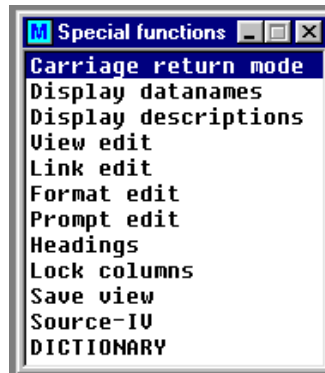 M Special functions
Carriage return mode
Display datanames
Display descriptions
View edit
Link edit
Format edit
Prompt edit
Headings
Lock columns
Save view
Source-IV
DICTIONARY